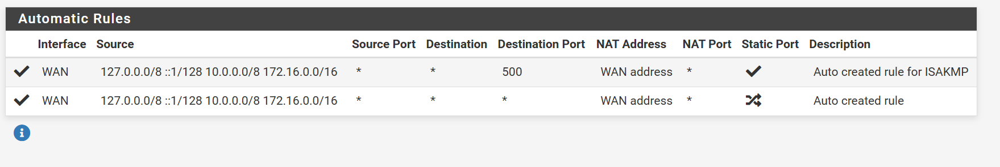 Automatic Rules
Interface Source Source Port Destination Destination Port NAT Address NAT Port Static Port Description
WAN 127.0.0.0/8 ::1/128 10.0.0.0/8 172.16.0.0/16 * * 500 WAN address * Auto created rule for ISAKMP
WAN 127.0.0.0/8 ::1/128 10.0.0.0/8 172.16.0.0/16 * * * WAN address * Auto created rule